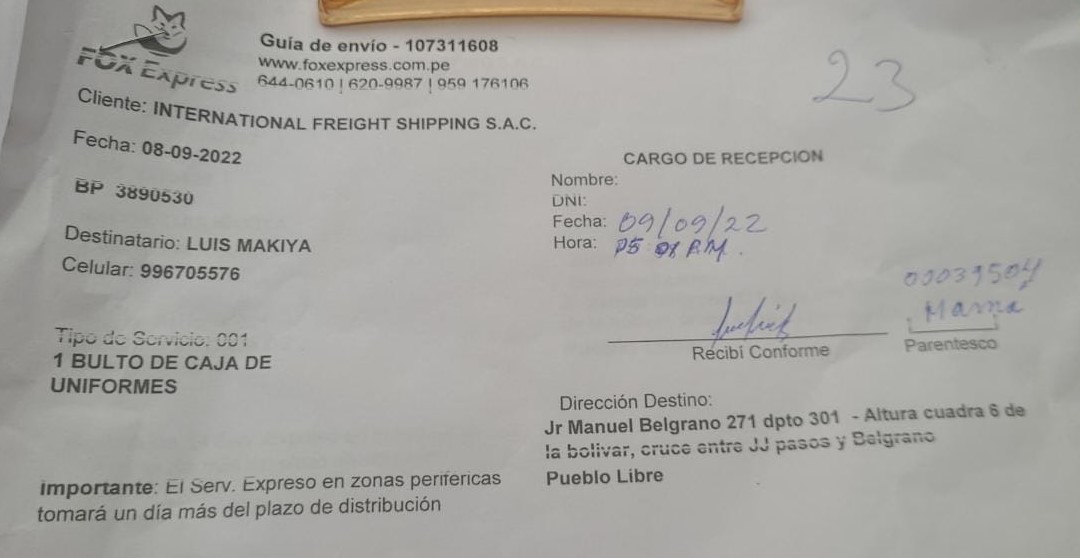 FOX Express
Guía de envío - 107311608
www.foxexpress.com.pe
644-0610 | 620-9987 | 959 176106
23
Cliente: INTERNATIONAL FREIGHT SHIPPING S.A.C.
Fecha: 08-09-2022
BP 3890530
Destinatario: LUIS MAKIYA
Celular: 996705576
Tipo de Servicio: 001
1 BULTO DE CAJA DE
UNIFORMES
importante: El Serv. Expreso en zonas periféricas
tomará un día más del plazo de distribución
CARGO DE RECEPCION
Nombre:
DNI:
Fecha: 09/09/22
Hora: P.M.
Recibí Conforme
Parentesco
Dirección Destino:
Jr Manuel Belgrano 271 dpto 301 - Altura cuadra 6 de
la bolivar, cruce entre JJ pasos y Belgrano
Pueblo Libre